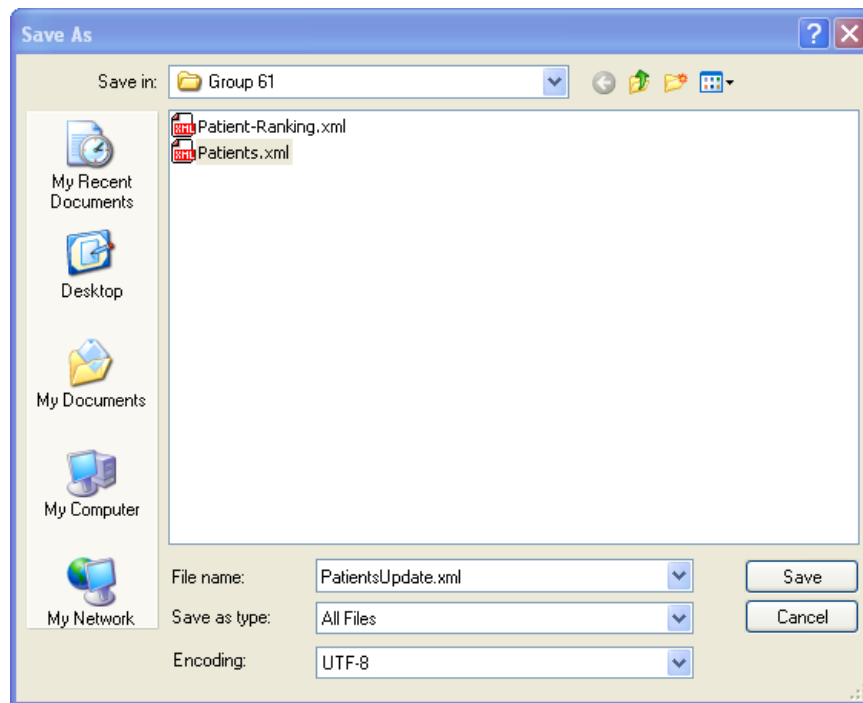 Save As
Save in:
Group 61
Patient-Ranking.xml
Patients.xml
My Recent
Documents
Desktop
My Documents
My Computer
My Network
File name:
PatientsUpdate.xml
Save
Save as type:
All Files
Cancel
Encoding:
UTF-8